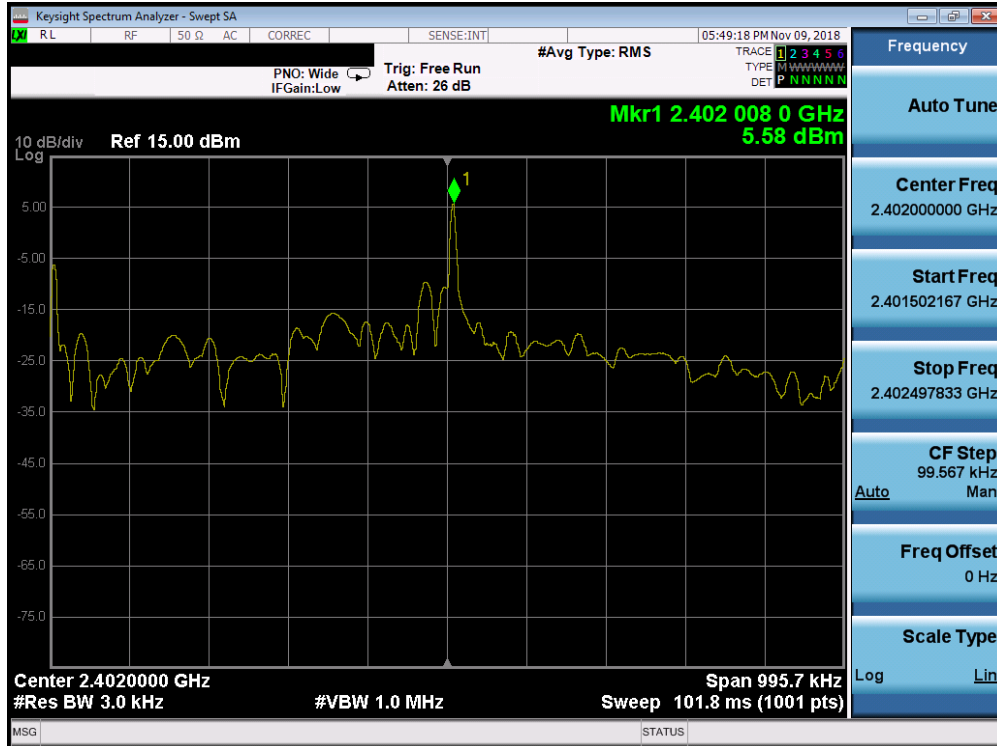 Keysight Spectrum Analyzer - Swept SA
LXI RL RF 50 Ω AC CORREC SENSE:INT 05:49:18 PM Nov 09, 2018
#Avg Type: RMS TRACE 1 2 3 4 5 6
PNO: Wide Trig: Free Run TYPE M WWWWW
IFGain:Low Atten: 26 dB DET P N N N N N
Mkr1 2.402 008 0 GHz
5.58 dBm
10 dB/div Ref 15.00 dBm
Log
1
5.00
-5.00
-15.0
-25.0
-35.0
-45.0
-55.0
-65.0
-75.0
Center 2.4020000 GHz Span 995.7 kHz
#Res BW 3.0 kHz #VBW 1.0 MHz Sweep 101.8 ms (1001 pts)
MSG STATUS
Frequency
Auto Tune
Center Freq
2.402000000 GHz
Start Freq
2.401502167 GHz
Stop Freq
2.402497833 GHz
CF Step
99.567 kHz
Auto Man
Freq Offset
0 Hz
Scale Type
Log Lin